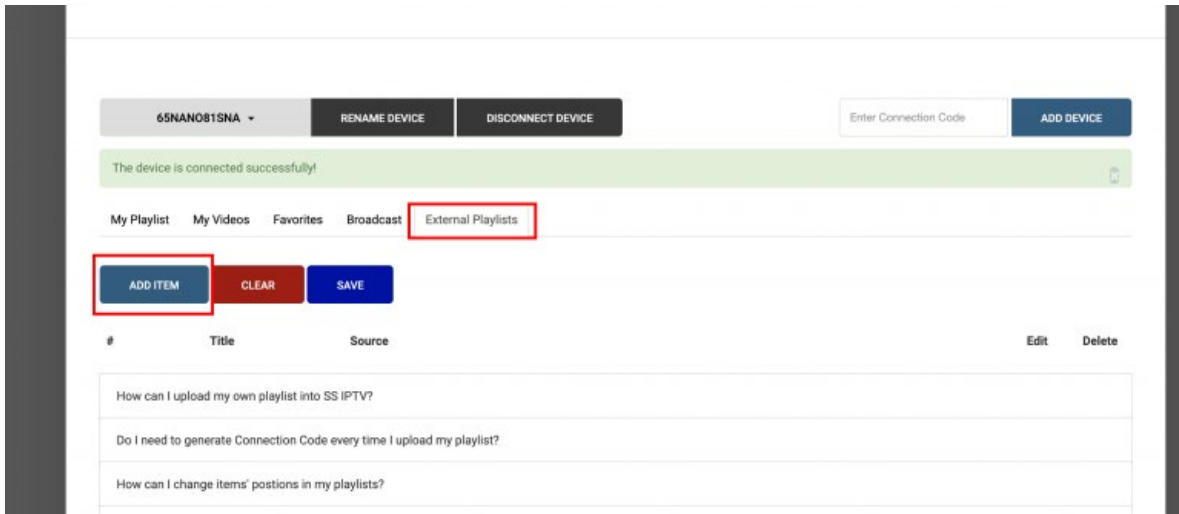 65NANO81SNA RENAME DEVICE DISCONNECT DEVICE Enter Connection Code ADD DEVICE
The device is connected successfully!
My Playlist My Videos Favorites Broadcast External Playlists
ADD ITEM CLEAR SAVE
# Title Source Edit Delete
How can I upload my own playlist into SS IPTV?
Do I need to generate Connection Code every time I upload my playlist?
How can I change items' postions in my playlists?